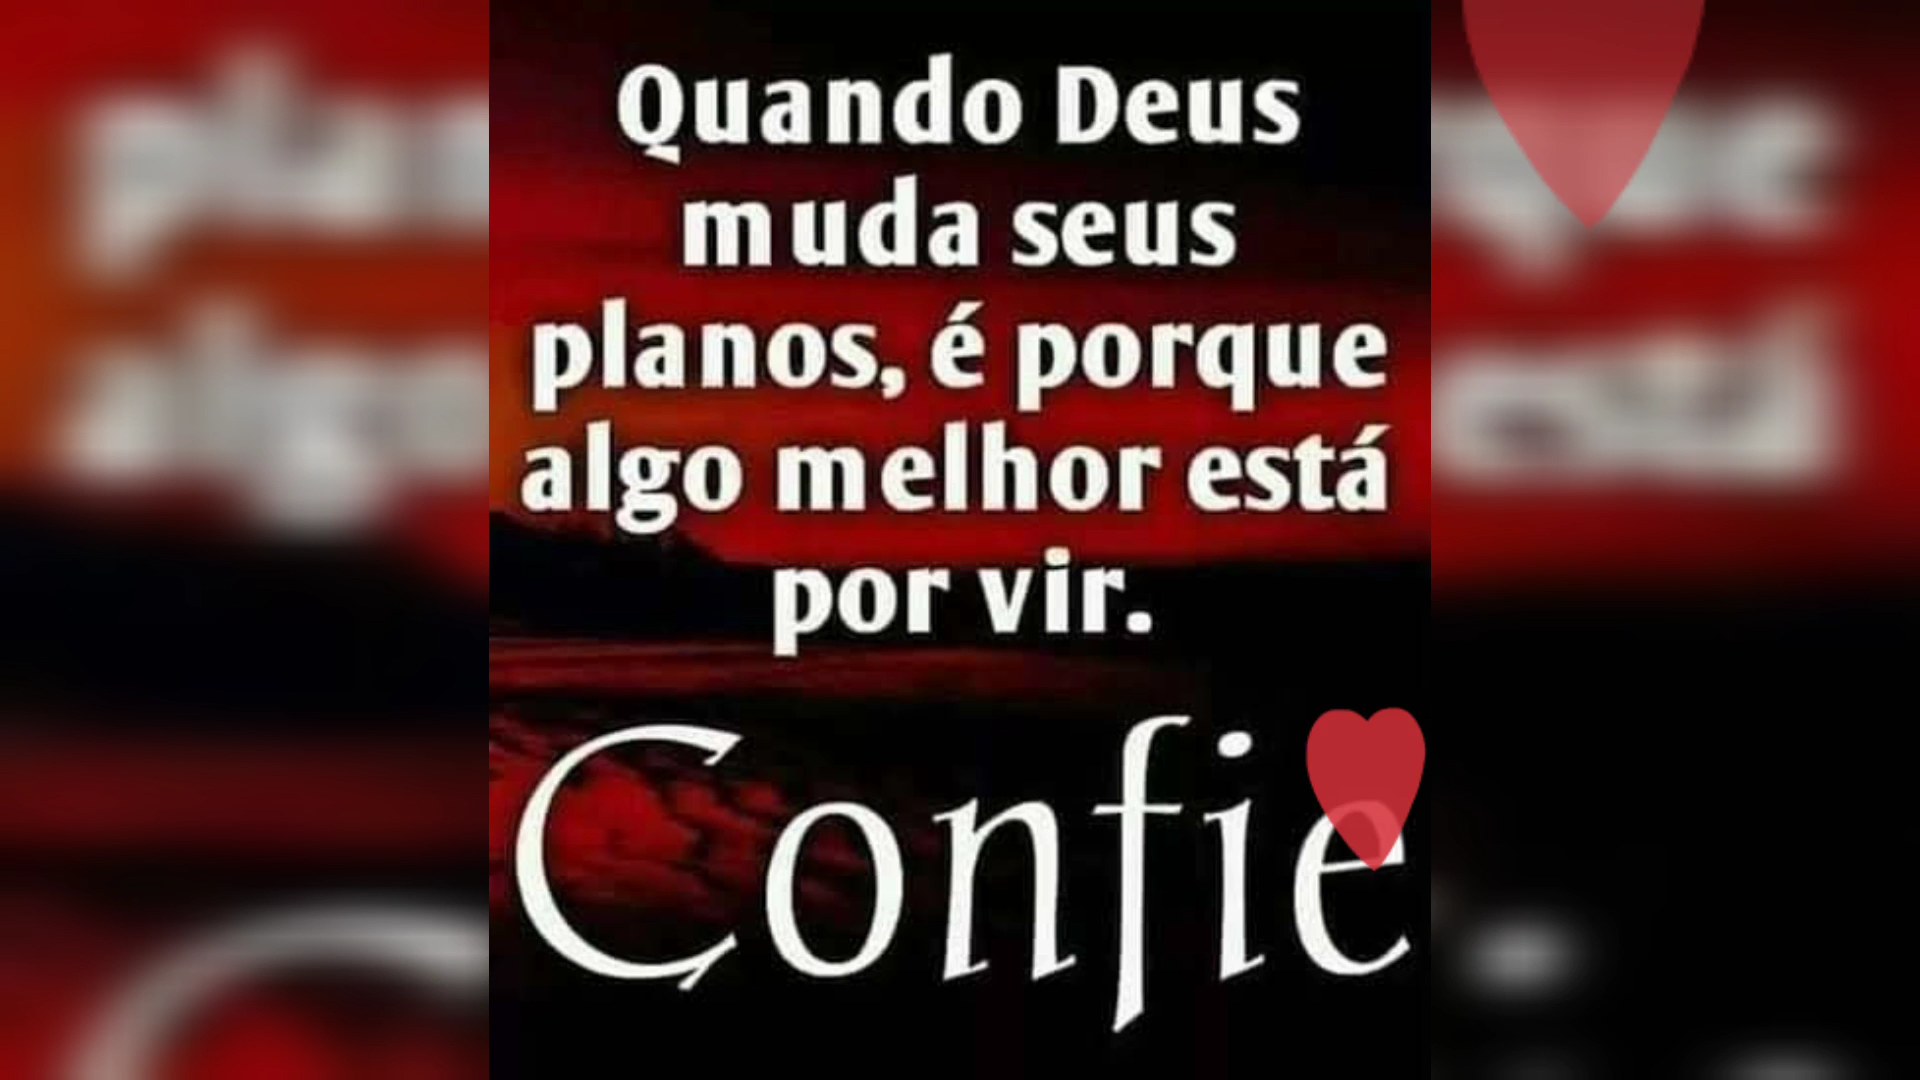 Quando Deus
muda seus
planos, é porque
algo melhor está
por vir.
Confie